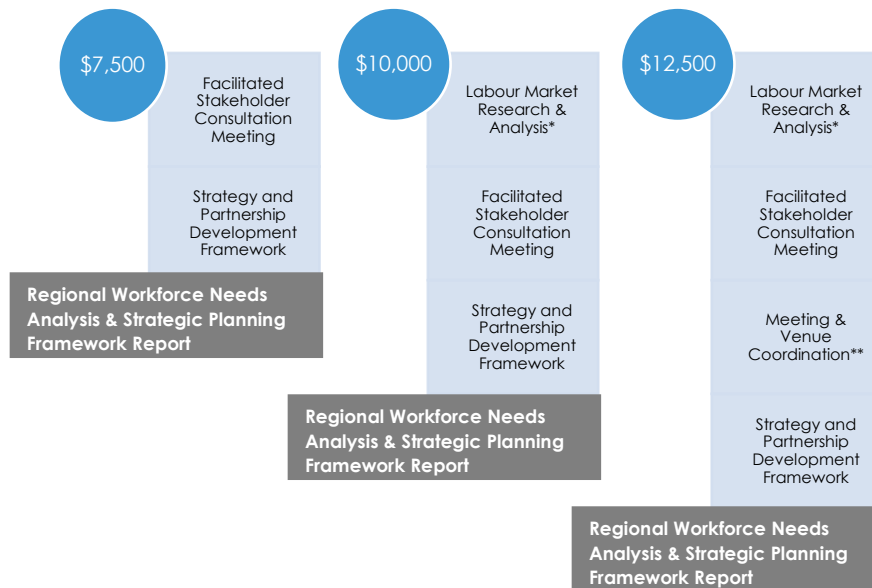 $7,500
Facilitated
Stakeholder
Consultation
Meeting
Strategy and
Partnership
Development
Framework
Regional Workforce Needs
Analysis & Strategic Planning
Framework Report
$10,000
Labour Market
Research &
Analysis*
Facilitated
Stakeholder
Consultation
Meeting
Strategy and
Partnership
Development
Framework
Regional Workforce Needs
Analysis & Strategic Planning
Framework Report
$12,500
Labour Market
Research &
Analysis*
Facilitated
Stakeholder
Consultation
Meeting
Meeting &
Venue
Coordination**
Strategy and
Partnership
Development
Framework
Regional Workforce Needs
Analysis & Strategic Planning
Framework Report